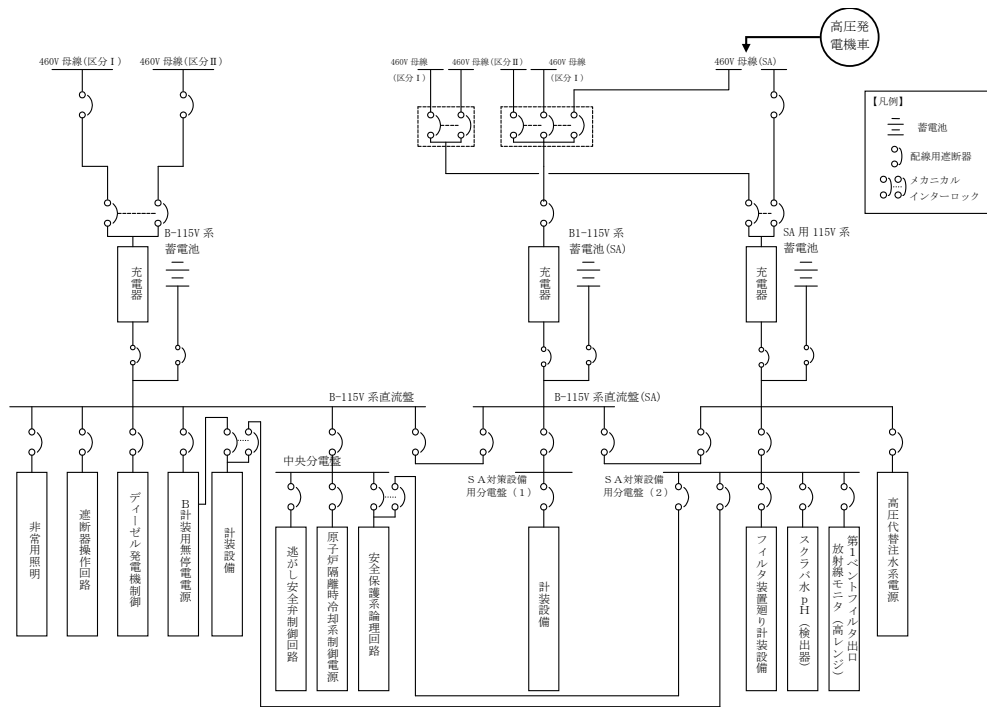 高圧発
電機車
460V 母線(区分Ⅰ)
460V 母線(区分Ⅱ)
460V 母線
(区分Ⅰ)
460V 母線(区分Ⅱ)
460V 母線
(区分Ⅰ)
460V 母線(SA)
【凡例】
蓄電池
配線用遮断器
メカニカル
インターロック
B-115V 系
蓄電池
充電器
B1-115V 系
蓄電池(SA)
充電器
SA 用 115V 系
蓄電池
充電器
B-115V 系直流盤
B-115V 系直流盤(SA)
中央分電盤
SA対策設備
用分電盤(1)
SA対策設備
用分電盤(2)
非常用照明
遮断器操作回路
ディーゼル発電機制御
B計装用無停電電源
計装設備
逃がし安全弁制御回路
原子炉隔離時冷却系制御電源
安全保護系論理回路
計装設備
フィルタ装置廻り計装設備
スクラバ水pH(検出器)
第1ベントフィルタ出口
放射線モニタ(高レンジ)
高圧代替注水系電源